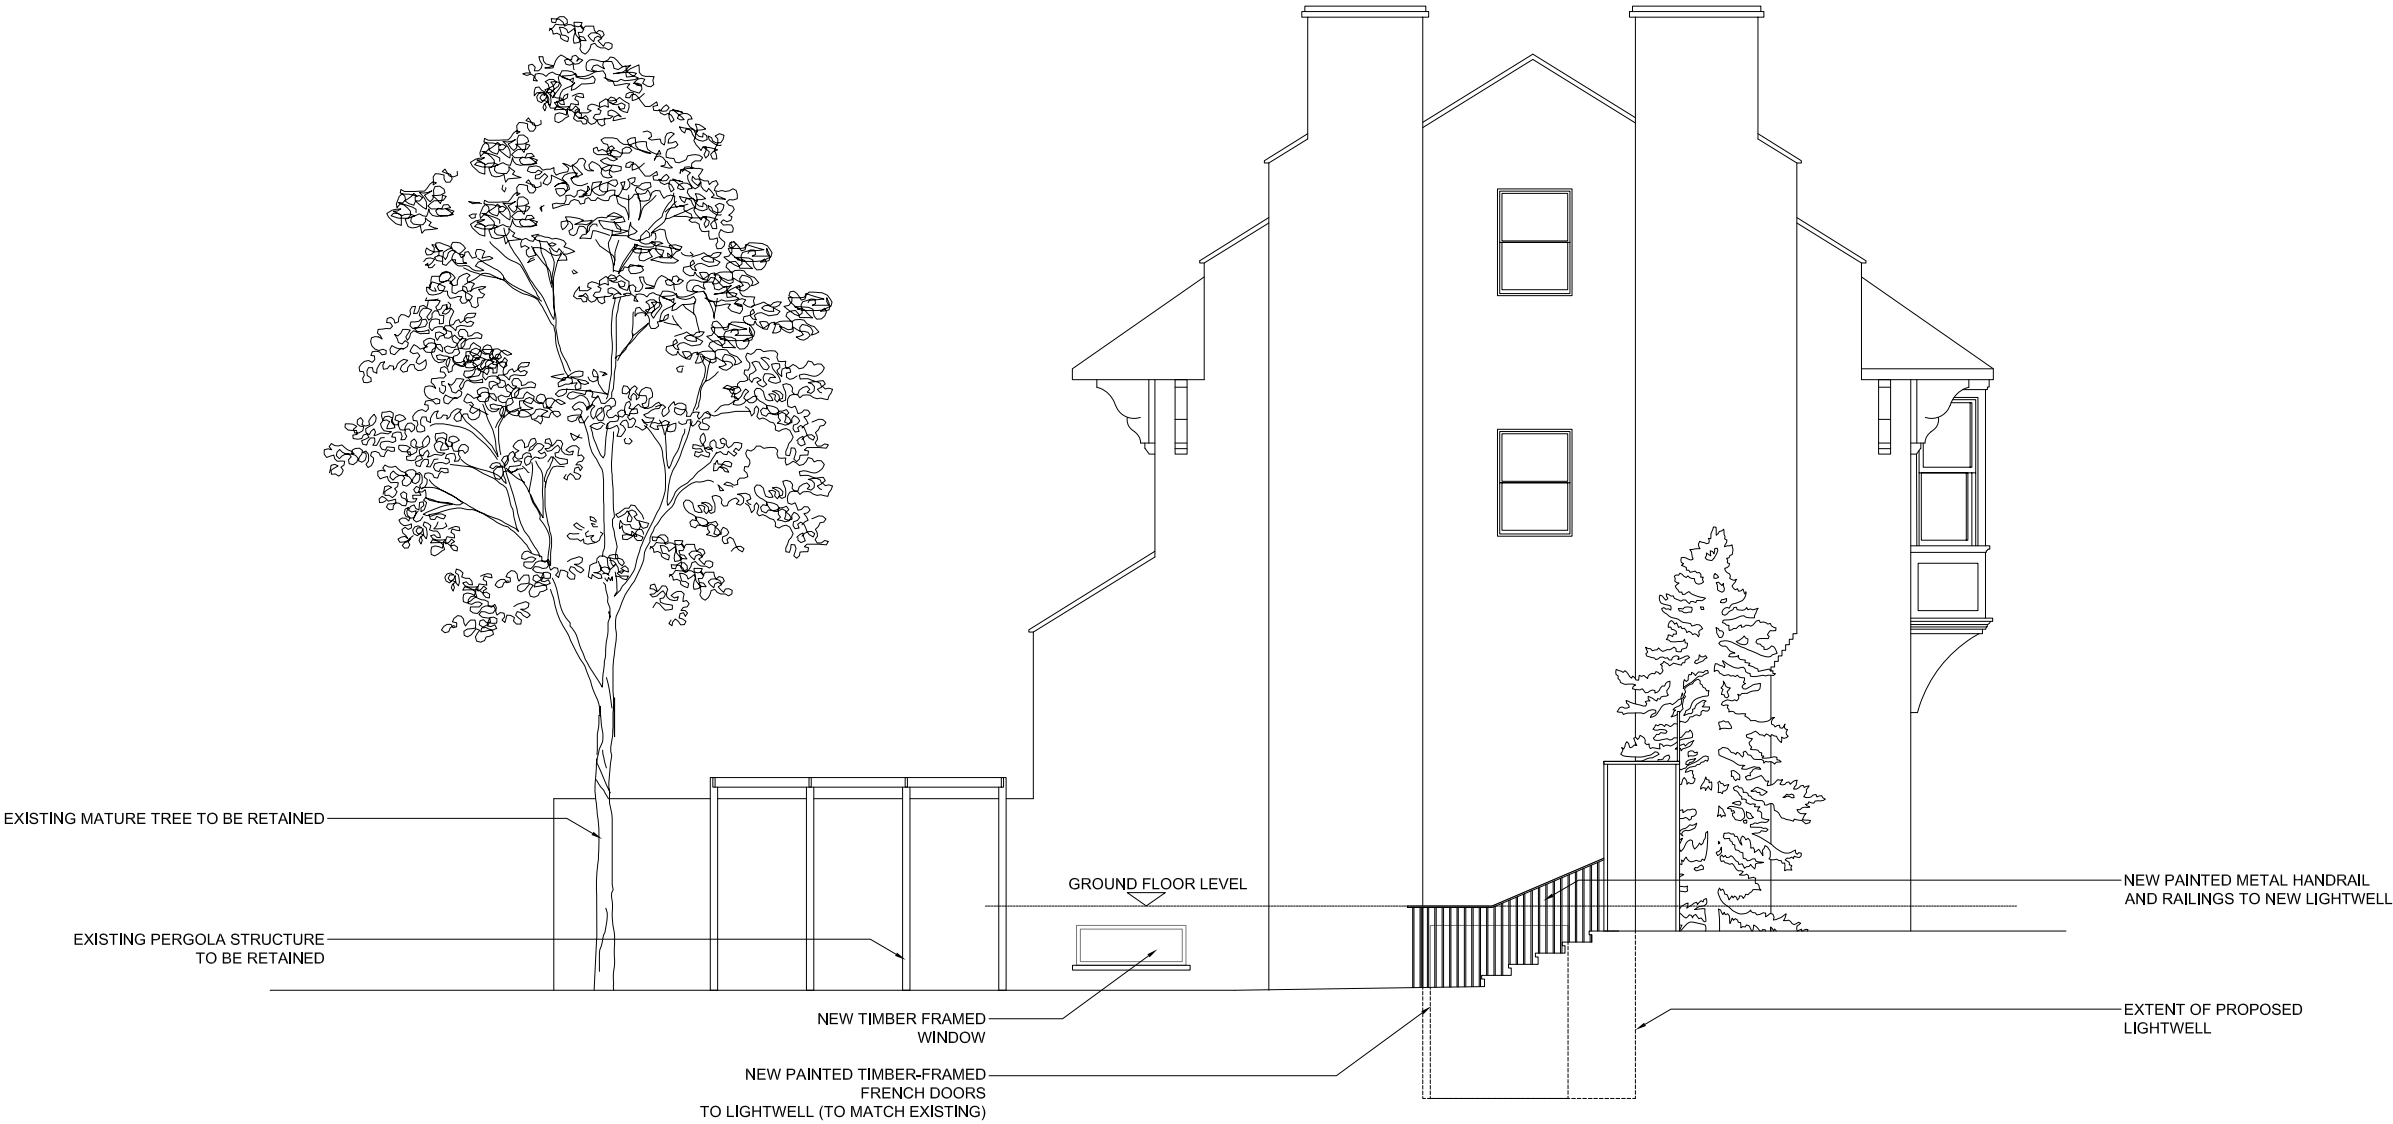 EXISTING MATURE TREE TO BE RETAINED
GROUND FLOOR LEVEL
NEW PAINTED METAL HANDRAIL
AND RAILINGS TO NEW LIGHTWELL
EXISTING PERGOLA STRUCTURE
TO BE RETAINED
NEW TIMBER FRAMED
WINDOW
EXTENT OF PROPOSED
LIGHTWELL
NEW PAINTED TIMBER-FRAMED
FRENCH DOORS
TO LIGHTWELL (TO MATCH EXISTING)